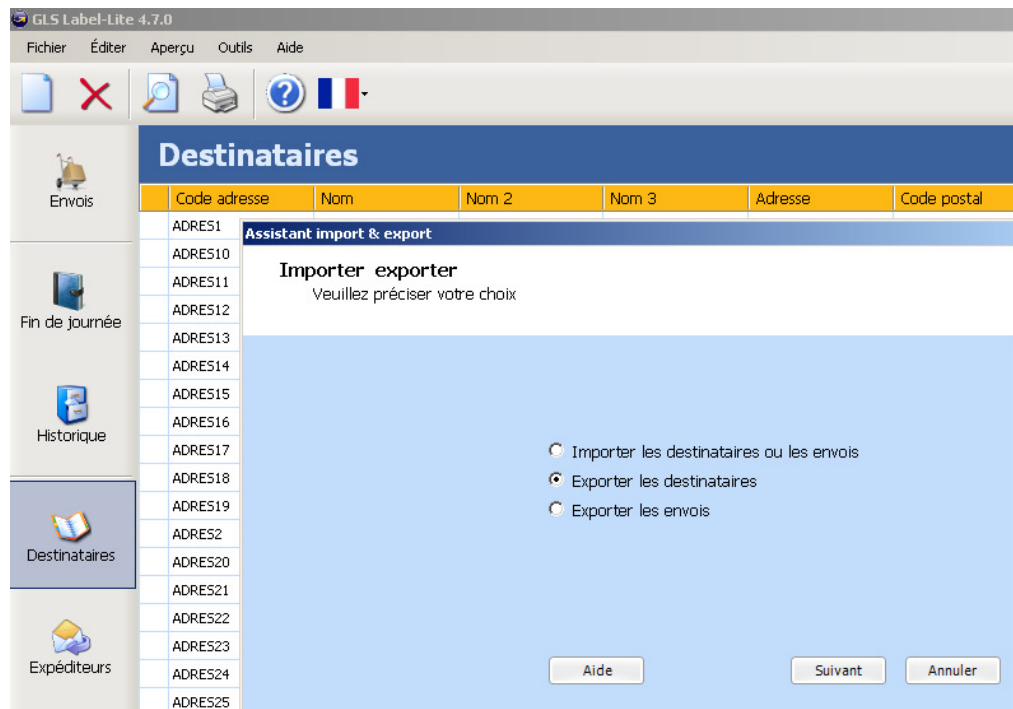 GLS Label-Lite 4.7.0
Fichier Éditer Aperçu Outils Aide
Destinataires
Code adresse Nom Nom 2 Nom 3 Adresse Code postal
Envois
Fin de journée
Historique
Destinataires
Expéditeurs
ADRES1
ADRES10
ADRES11
ADRES12
ADRES13
ADRES14
ADRES15
ADRES16
ADRES17
ADRES18
ADRES19
ADRES2
ADRES20
ADRES21
ADRES22
ADRES23
ADRES24
ADRES25
Assistant import & export
Importer exporter
Veuillez préciser votre choix
Importer les destinataires ou les envois
Exporter les destinataires
Exporter les envois
Aide Suivant Annuler